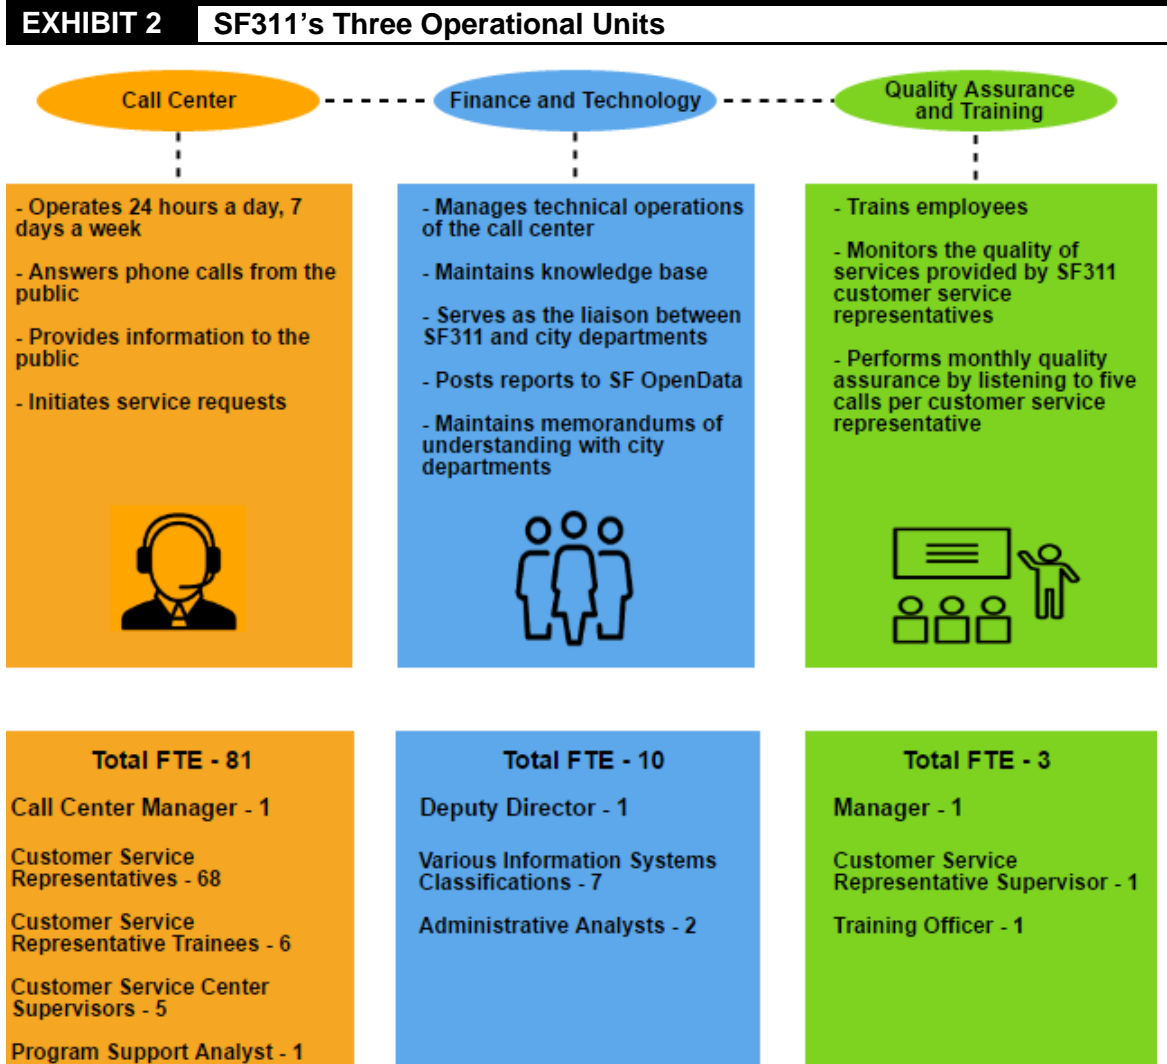 EXHIBIT 2 SF311's Three Operational Units
Call Center
Finance and Technology
Quality Assurance
and Training
- Operates 24 hours a day, 7
days a week
- Answers phone calls from the
public
- Provides information to the
public
- Initiates service requests
- Manages technical operations
of the call center
- Maintains knowledge base
- Serves as the liaison between
SF311 and city departments
- Posts reports to SF OpenData
- Maintains memorandums of
understanding with city
departments
- Trains employees
- Monitors the quality of
services provided by SF311
customer service
representatives
- Performs monthly quality
assurance by listening to five
calls per customer service
representative
Total FTE - 81
Call Center Manager - 1
Customer Service
Representatives - 68
Customer Service
Representative Trainees - 6
Customer Service Center
Supervisors - 5
Program Support Analyst - 1
Total FTE - 10
Deputy Director - 1
Various Information Systems
Classifications - 7
Administrative Analysts - 2
Total FTE - 3
Manager - 1
Customer Service
Representative Supervisor - 1
Training Officer - 1